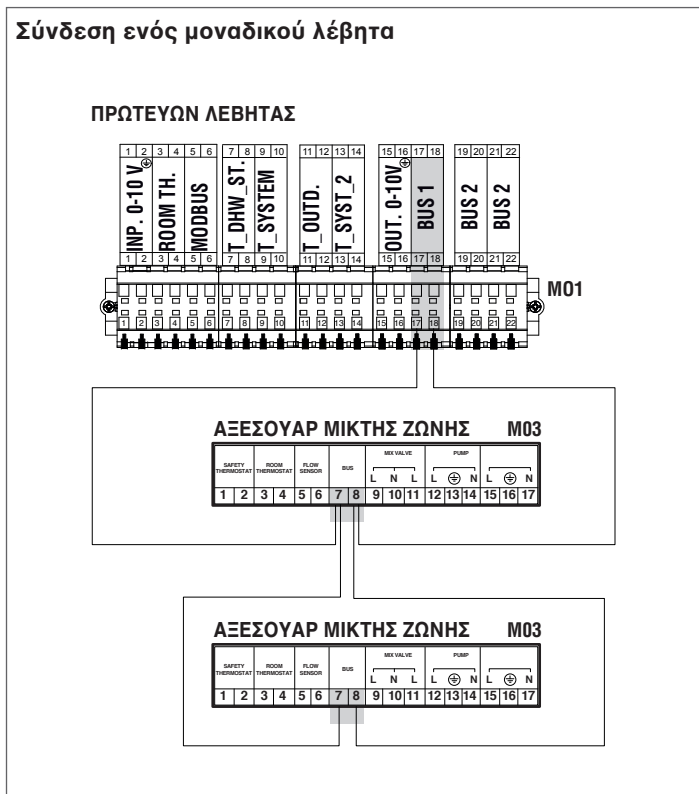 Σύνδεση ενός μοναδικού λέβητα
ΠΡΩΤΕΥΩΝ ΛΕΒΗΤΑΣ
1 2 3 4 5 6 7 8 9 10 11 12 13 14 15 16 17 18 19 20 21 22
INP. 0-10 V
ROOM TH.
MODBUS
T_DHW_ST.
T_SYSTEM
T_OUTD.
T_SYST_2
OUT. 0-10V
BUS 1
BUS 2
BUS 2
1 2 3 4 5 6 7 8 9 10 11 12 13 14 15 16 17 18 19 20 21 22
M01
1 2 3 4 5 6 7 8 9 10 11 12 13 14 15 16 17 18 19 20 21 22
ΑΞΕΣΟΥΑΡ ΜΙΚΤΗΣ ΖΩΝΗΣ M03
SAFETY THERMOSTAT ROOM THERMOSTAT FLOW SENSOR BUS MIX VALVE PUMP
L N L L N L N
1 2 3 4 5 6 7 8 9 10 11 12 13 14 15 16 17
ΑΞΕΣΟΥΑΡ ΜΙΚΤΗΣ ΖΩΝΗΣ M03
SAFETY THERMOSTAT ROOM THERMOSTAT FLOW SENSOR BUS MIX VALVE PUMP
L N L L N L N
1 2 3 4 5 6 7 8 9 10 11 12 13 14 15 16 17